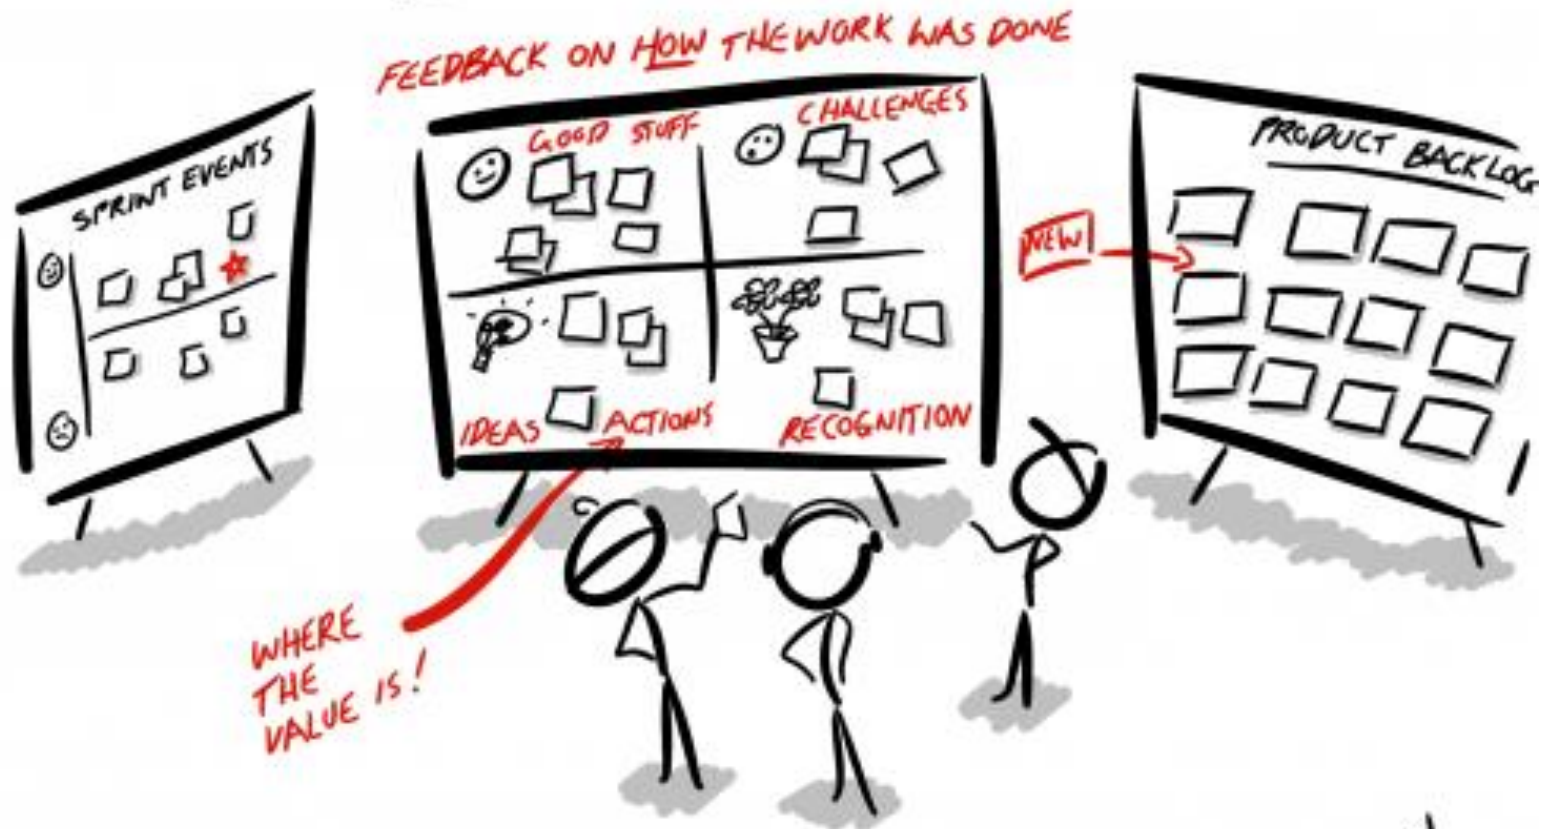 FEEDBACK ON HOW THE WORK WAS DONE
SPRINT EVENTS
GOOD STUFF
CHALLENGES
IDEAS
ACTIONS
RECOGNITION
NEW
PRODUCT BACKLOG
WHERE
THE
VALUE IS!